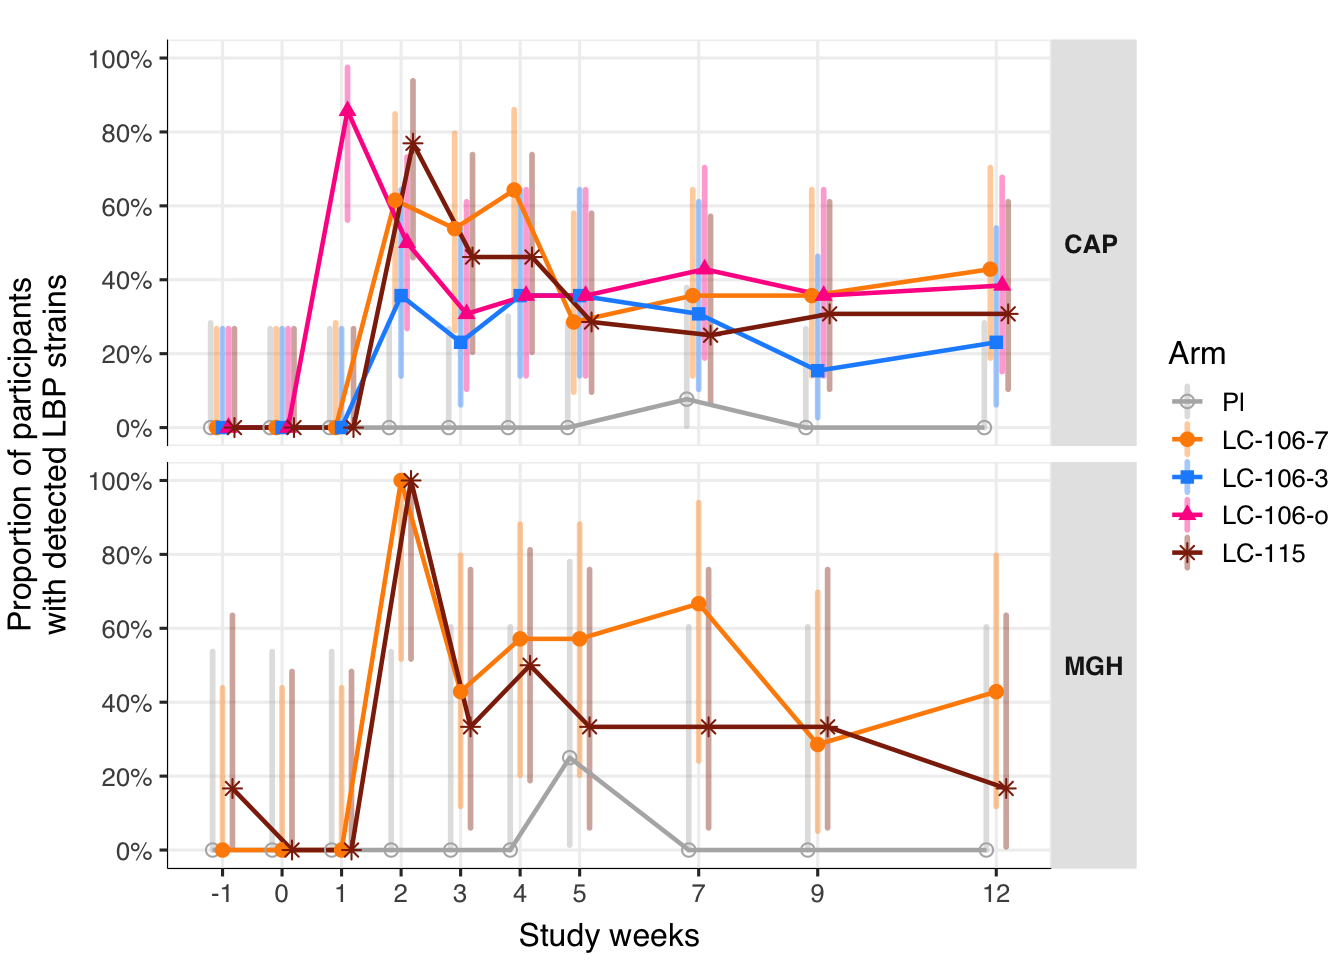 Proportion of participants
with detected LBP strains
100%
80%
60%
40%
20%
0%
CAP
100%
80%
60%
40%
20%
0%
MGH
-1 0 1 2 3 4 5 7 9 12
Study weeks
Arm
Pl
LC-106-7
LC-106-3
LC-106-o
LC-115